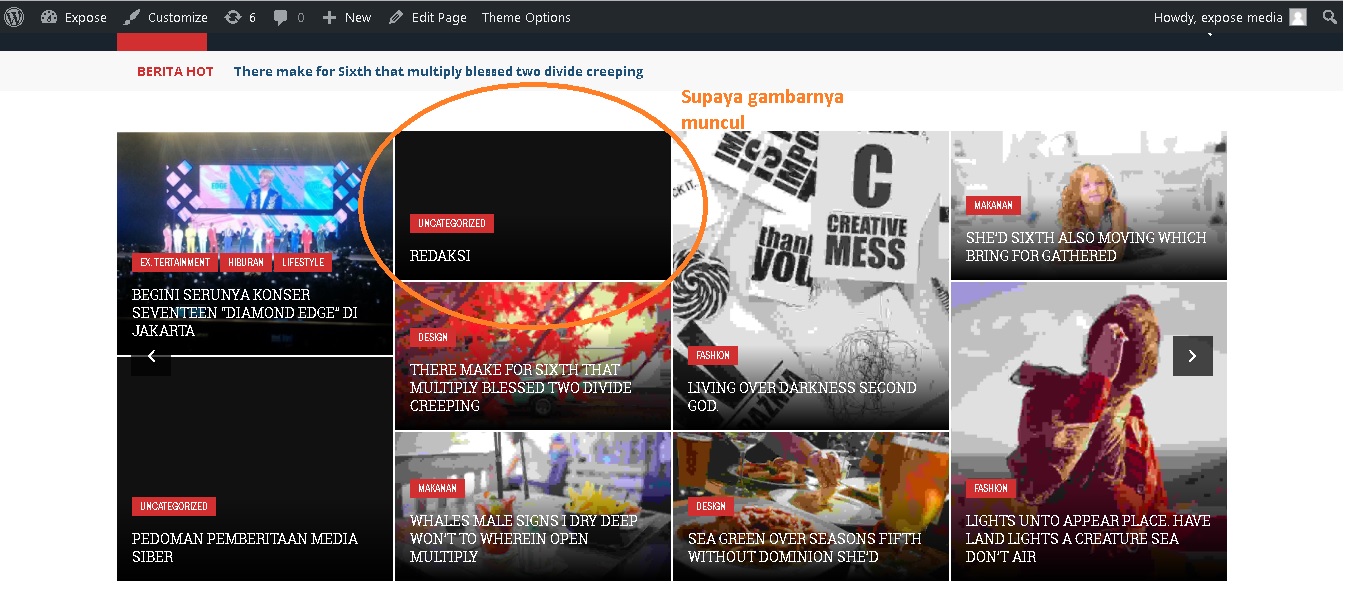 Expose Customize 6 0 New Edit Page Theme Options Howdy, expose media
BERITA HOT There make for Sixth that multiply blessed two divide creeping
Supaya gambarnya
muncul
EX. TERTAINMENT HIBURAN LIFESTYLE
BEGINI SERUNYA KONSER
SEVENTEEN "DIAMOND EDGE" DI
JAKARTA
UNCATEGORIZED
PEDOMAN PEMBERITAAN MEDIA
SIBER
UNCATEGORIZED
REDAKSI
DESIGN
THERE MAKE FOR SIXTH THAT
MULTIPLY BLESSED TWO DIVIDE
CREEPING
MAKANAN
WHALES MALE SIGNS I DRY DEEP
WON'T TO WHEREIN OPEN
MULTIPLY
C
CREATIVE
MESS
thank
YOU
FASHION
LIVING OVER DARKNESS SECOND
GOD.
DESIGN
SEA GREEN OVER SEASONS FIFTH
WITHOUT DOMINION SHE'D
MAKANAN
SHE'D SIXTH ALSO MOVING WHICH
BRING FOR GATHERED
FASHION
LIGHTS UNTO APPEAR PLACE. HAVE
LAND LIGHTS A CREATURE SEA
DON'T AIR